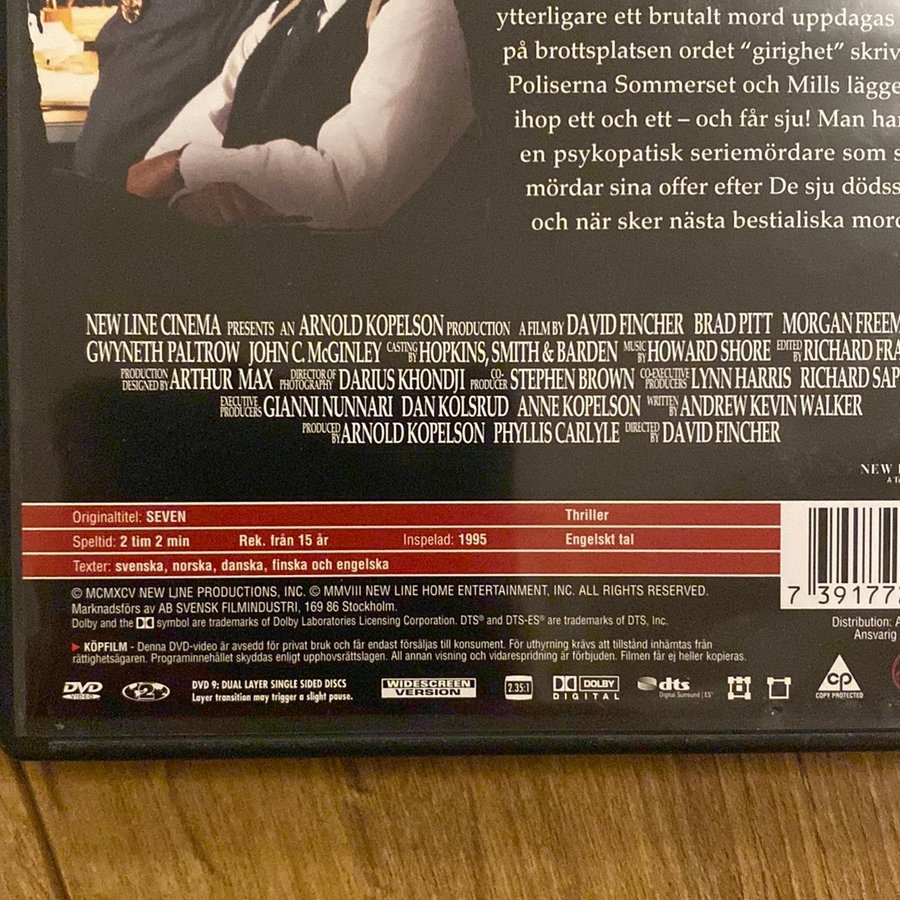 ytterligare ett brutalt mord uppdagas
på brottsplatsen ordet ”girighet” skriv
Poliserna Sommerset och Mills lägge
ihop ett och ett – och får sju! Man har
en psykopatisk seriemördare som s
mördar sina offer efter De sju dödss
och när sker nästa bestialiska mord
NEW LINE CINEMA PRESENTS AN ARNOLD KOPELSON PRODUCTION A FILM BY DAVID FINCHER BRAD PITT MORGAN FREEM
GWYNETH PALTROW JOHN C. McGINLEY CASTING BY HOPKINS, SMITH & BARDEN MUSIC BY HOWARD SHORE EDITED BY RICHARD FRA
PRODUCTION DESIGNED BY ARTHUR MAX DIRECTOR OF PHOTOGRAPHY DARIUS KHONDJI CO-PRODUCER STEPHEN BROWN CO-EXECUTIVE PRODUCERS LYNN HARRIS RICHARD SAP
EXECUTIVE PRODUCERS GIANNI NUNNARI DAN KOLSRUD ANNE KOPELSON WRITTEN BY ANDREW KEVIN WALKER
PRODUCED BY ARNOLD KOPELSON PHYLLIS CARLYLE DIRECTED BY DAVID FINCHER
NEW
Originaltitel: SEVEN Thriller
Speltid: 2 tim 2 min Rek. från 15 år Inspelad: 1995 Engelskt tal
Texter: svenska, norska, danska, finska och engelska
© MCMXCV NEW LINE PRODUCTIONS, INC. © MMVIII NEW LINE HOME ENTERTAINMENT, INC. ALL RIGHTS RESERVED.
Marknadsförs av AB SVENSK FILMINDUSTRI, 169 86 Stockholm.
Dolby and the DD symbol are trademarks of Dolby Laboratories Licensing Corporation. DTS® and DTS-ES® are trademarks of DTS, Inc.
▶ KÖPFILM - Denna DVD-video är avsedd för privat bruk och får endast försäljas till konsument. För uthyrning krävs att tillstånd inhämtas från
rättighetsägaren. Programinnehållet skyddas enligt upphovsrättslagen. All annan visning och vidarespridning är förbjuden. Filmen får ej heller kopieras.
7 391772
Distribution: A
Ansvarig
DVD VIDEO 2 DVD 9: DUAL LAYER SINGLE SIDED DISCS
Layer transition may trigger a slight pause.
WIDESCREEN VERSION
2.35:1
DOLBY DIGITAL
dts Digital Surround | ES
CP COPY PROTECTED